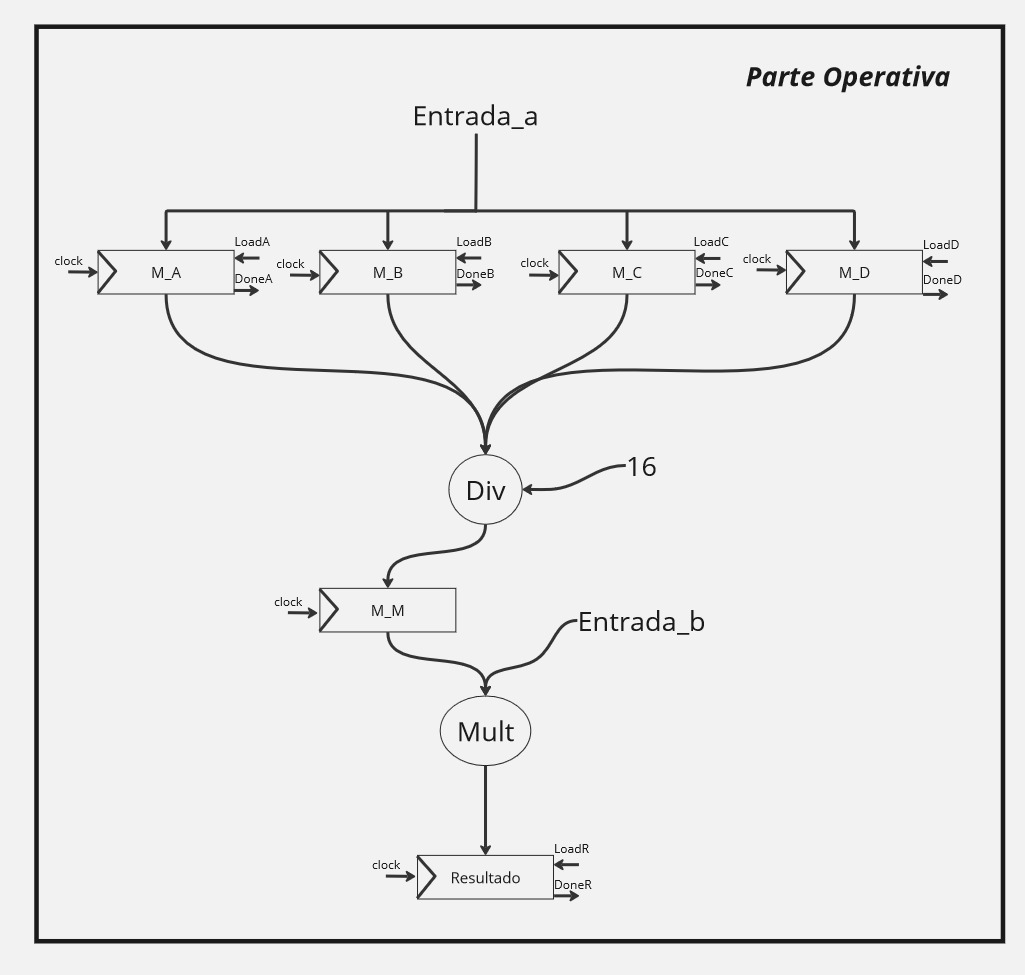 Parte Operativa
Entrada_a
clock
M_A
LoadA
DoneA
clock
M_B
LoadB
DoneB
clock
M_C
LoadC
DoneC
clock
M_D
LoadD
DoneD
Div
16
clock
M_M
Entrada_b
Mult
clock
Resultado
LoadR
DoneR